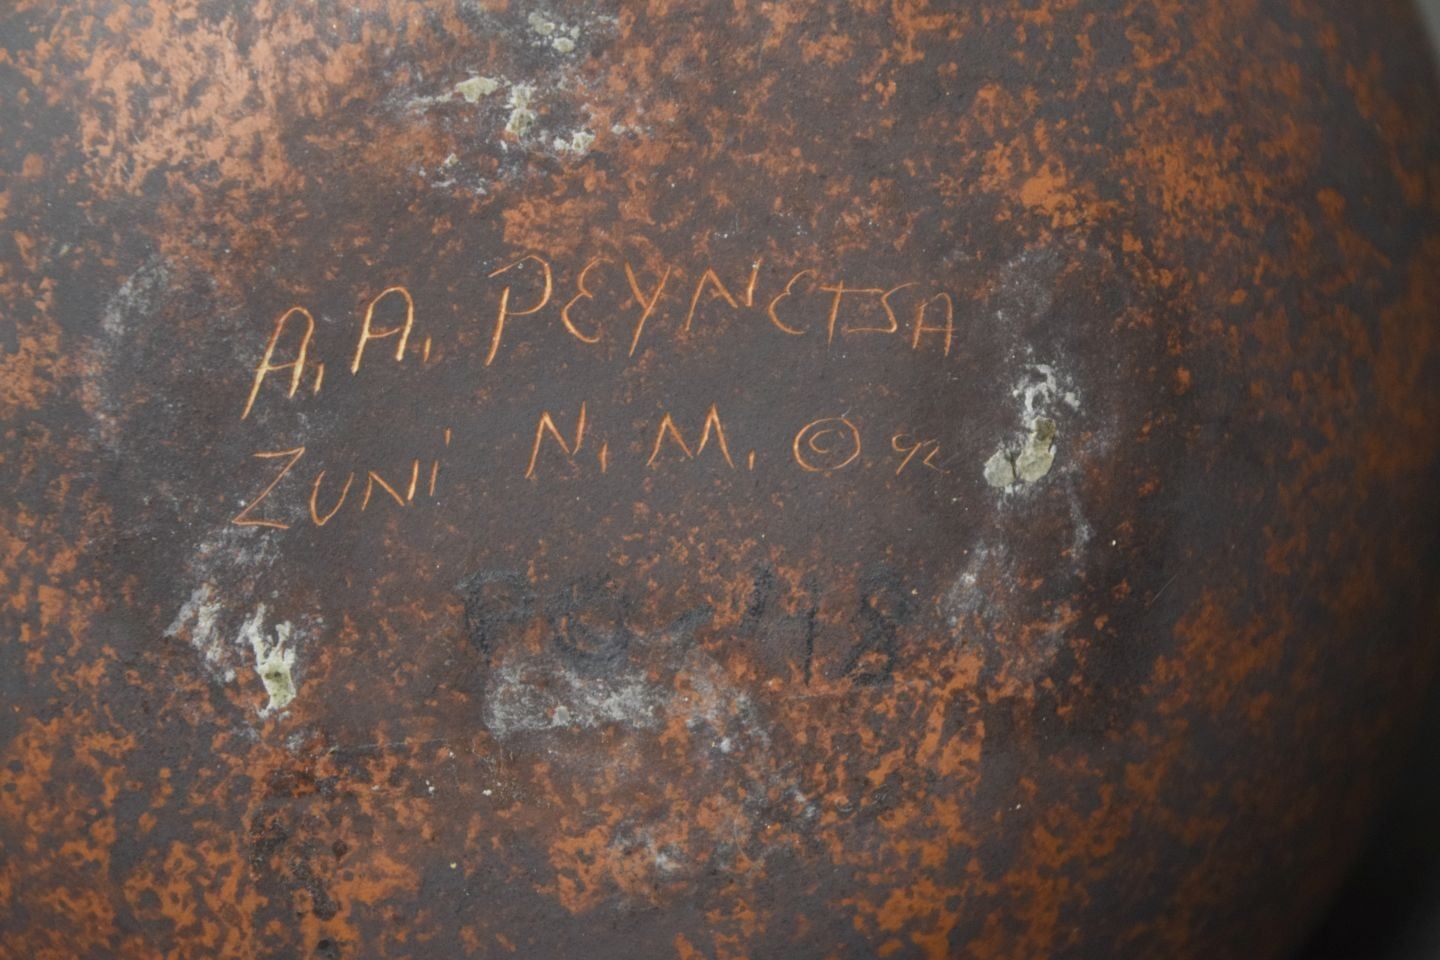 A. A. PEYNETSA
ZUNI N. M. © 92